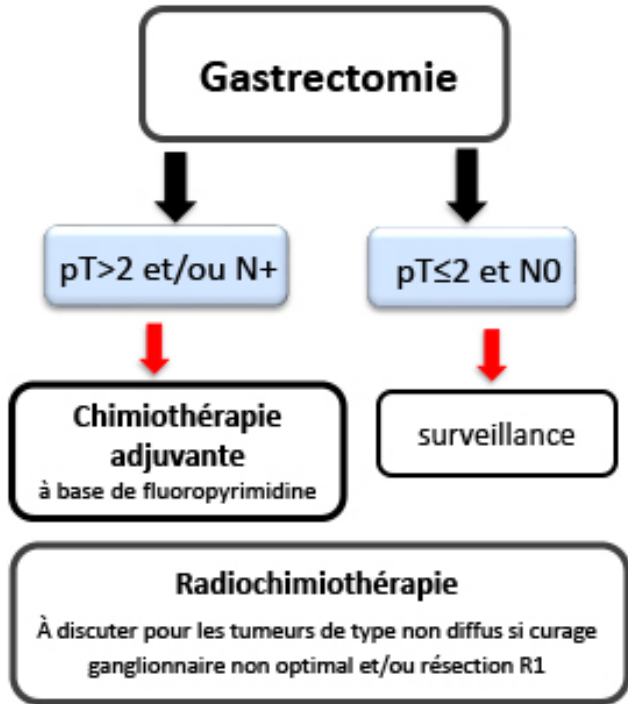 Gastrectomie
pT>2 et/ou N+
pT≤2 et N0
Chimiothérapie
adjuvante
à base de fluoropyrimidine
surveillance
Radiochimiothérapie
À discuter pour les tumeurs de type non diffus si curage
ganglionnaire non optimal et/ou résection R1